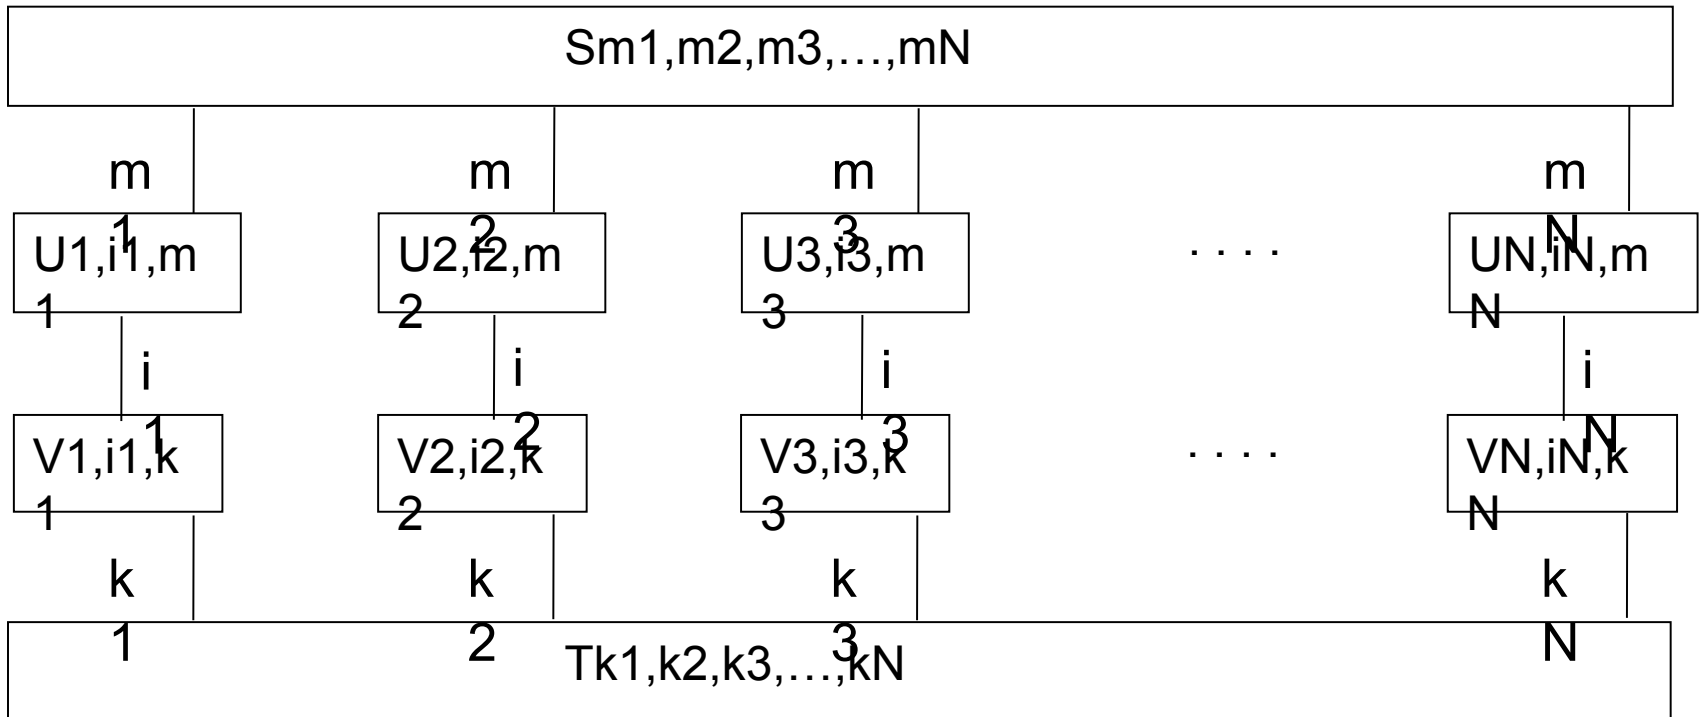 Sm1,m2,m3,…,mN
m
1
m
2
m
3
m
N
U1,i1,m
1
U2,i2,m
2
U3,i3,m
3
. . . .
UN,iN,m
N
i
1
i
2
i
3
i
N
V1,i1,k
1
V2,i2,k
2
V3,i3,k
3
. . . .
VN,iN,k
N
k
1
k
2
k
3
k
N
Tk1,k2,k3,…,kN